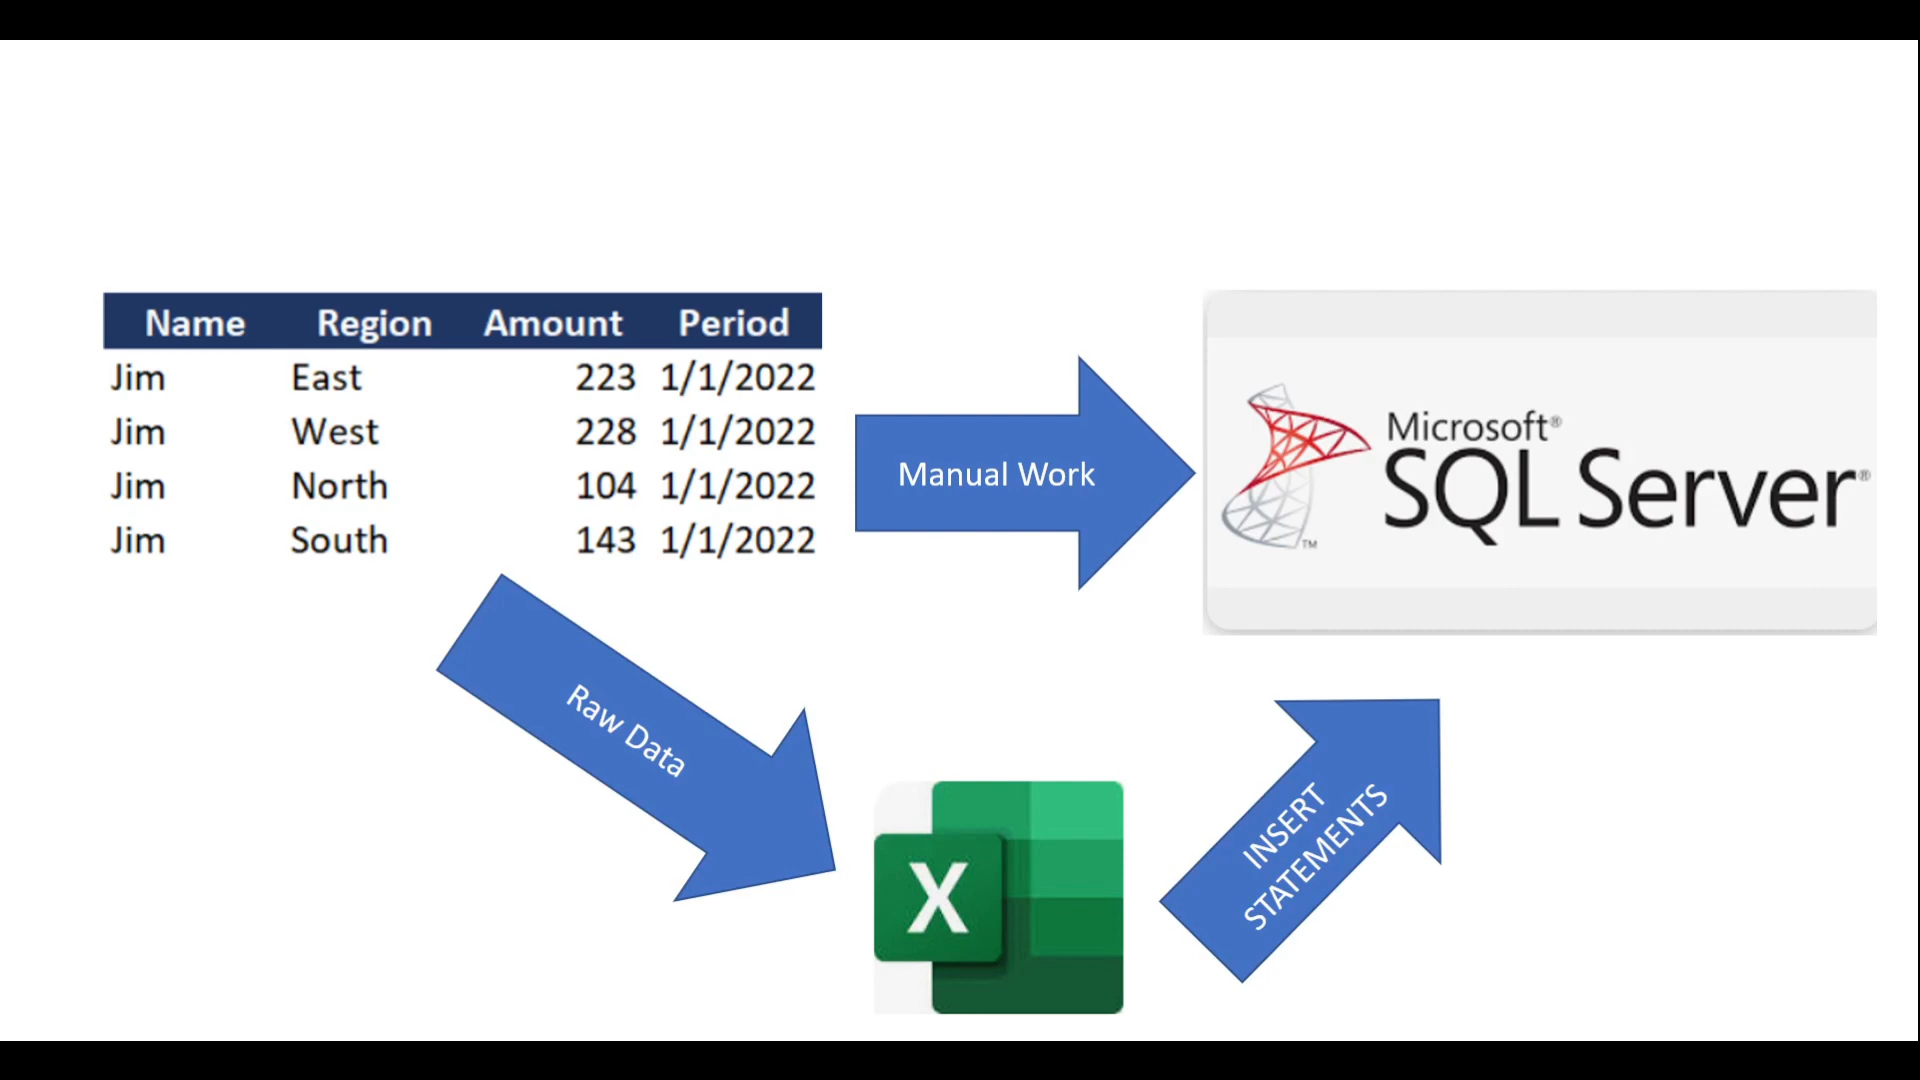 Name Region Amount Period
Jim East 223 1/1/2022
Jim West 228 1/1/2022
Jim North 104 1/1/2022
Jim South 143 1/1/2022
Manual Work
Microsoft®
SQL Server®
TM
Raw Data
X
INSERT
STATEMENTS